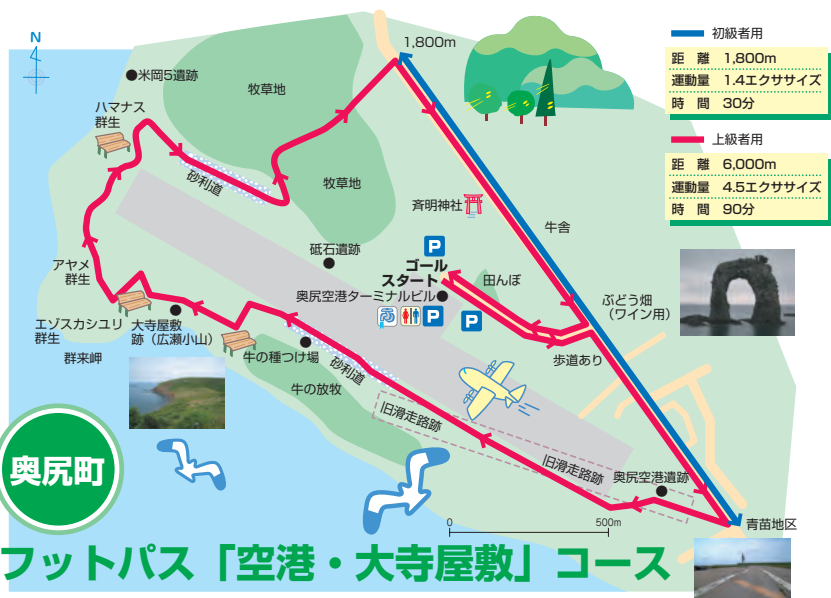 N
1,800m
初級者用
距　離　1,800m
運動量　1.4エクササイズ
時　間　30分
上級者用
距　離　6,000m
運動量　4.5エクササイズ
時　間　90分
米岡5遺跡
牧草地
ハマナス
群生
砂利道
牧草地
斉明神社
牛舎
P
砥石遺跡
ゴール
スタート
田んぼ
奥尻空港ターミナルビル
P
P
アヤメ
群生
ぶどう畑
（ワイン用）
エゾスカシユリ
群生
群来岬
大寺屋敷
跡（広瀬小山）
牛の種つけ場
歩道あり
砂利道
牛の放牧
旧滑走路跡
旧滑走路跡
奥尻空港遺跡
奥尻町
0
500m
青苗地区
フットパス「空港・大寺屋敷」コース